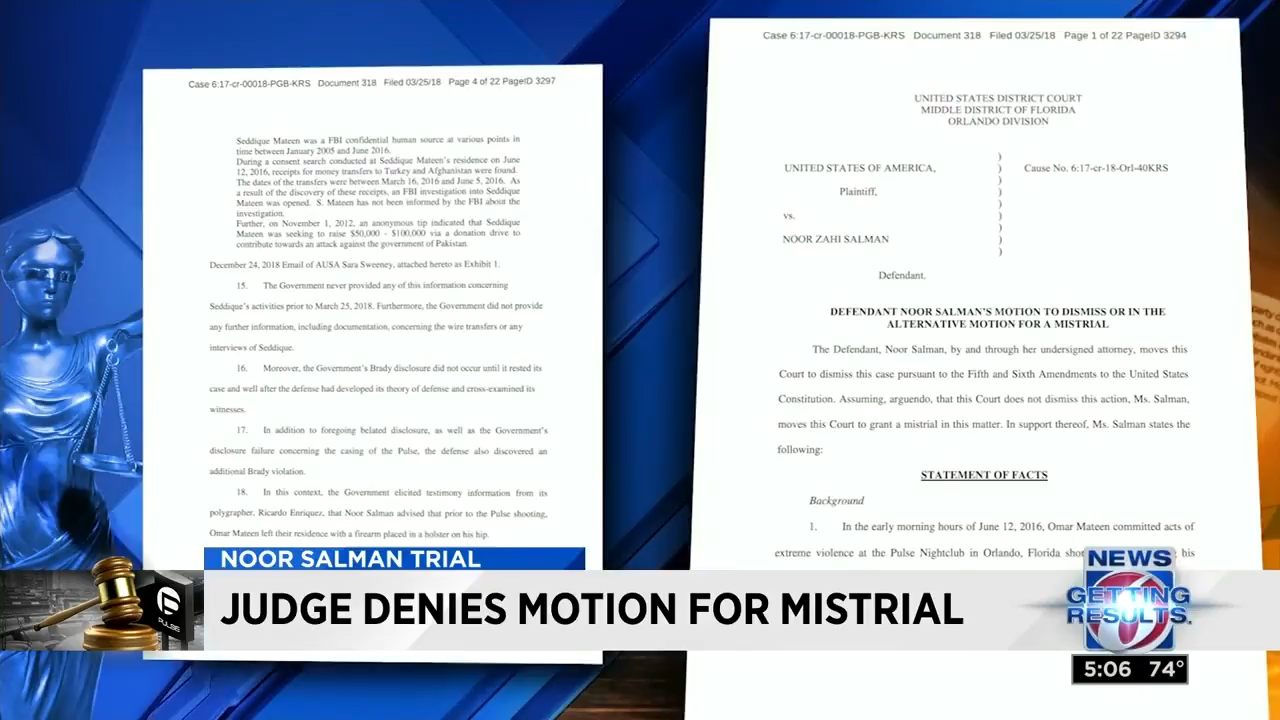 Case 6:17-cr-00018-PGB-KRS Document 318 Filed 03/25/18 Page 4 of 22 PageID 3297
Seddique Mateen was a FBI confidential human source at various points in
time between January 2005 and June 2016.
During a consent search conducted at Seddique Mateen's residence on June
12, 2016, receipts for money transfers to Turkey and Afghanistan were found.
The dates of the transfers were between March 16, 2016 and June 5, 2016. As
a result of the discovery of these receipts, an FBI investigation into Seddique
Mateen was opened. S. Mateen has not been informed by the FBI about the
investigation.
Further, on November 1, 2012, an anonymous tip indicated that Seddique
Mateen was seeking to raise $50,000 - $100,000 via a donation drive to
contribute towards an attack against the government of Pakistan.
December 24, 2018 Email of AUSA Sara Sweeney, attached hereto as Exhibit 1.
15. The Government never provided any of this information concerning
Seddique's activities prior to March 25, 2018. Furthermore, the Government did not provide
any further information, including documentation, concerning the wire transfers or any
interviews of Seddique.
16. Moreover, the Government's Brady disclosure did not occur until it rested its
case and well after the defense had developed its theory of defense and cross-examined its
witnesses.
17. In addition to foregoing belated disclosure, as well as the Government's
disclosure failure concerning the casing of the Pulse, the defense also discovered an
additional Brady violation.
18. In this context, the Government elicited testimony information from its
polygrapher, Ricardo Enriquez, that Noor Salman advised that prior to the Pulse shooting,
Omar Mateen left their residence with a firearm placed in a holster on his hip.
Case 6:17-cr-00018-PGB-KRS Document 318 Filed 03/25/18 Page 1 of 22 PageID 3294
UNITED STATES DISTRICT COURT
MIDDLE DISTRICT OF FLORIDA
ORLANDO DIVISION
UNITED STATES OF AMERICA, ) Cause No. 6:17-cr-18-Orl-40KRS
Plaintiff,
vs.
NOOR ZAHI SALMAN
Defendant.
DEFENDANT NOOR SALMAN'S MOTION TO DISMISS OR IN THE
ALTERNATIVE MOTION FOR A MISTRIAL
The Defendant, Noor Salman, by and through her undersigned attorney, moves this
Court to dismiss this case pursuant to the Fifth and Sixth Amendments to the United States
Constitution. Assuming, arguendo, that this Court does not dismiss this action, Ms. Salman,
moves this Court to grant a mistrial in this matter. In support thereof, Ms. Salman states the
following:
STATEMENT OF FACTS
Background
1. In the early morning hours of June 12, 2016, Omar Mateen committed acts of
extreme violence at the Pulse Nightclub in Orlando, Florida his
NOOR SALMAN TRIAL
PULSE
JUDGE DENIES MOTION FOR MISTRIAL
NEWS
6
GETTING
RESULTS.
5:06 74°